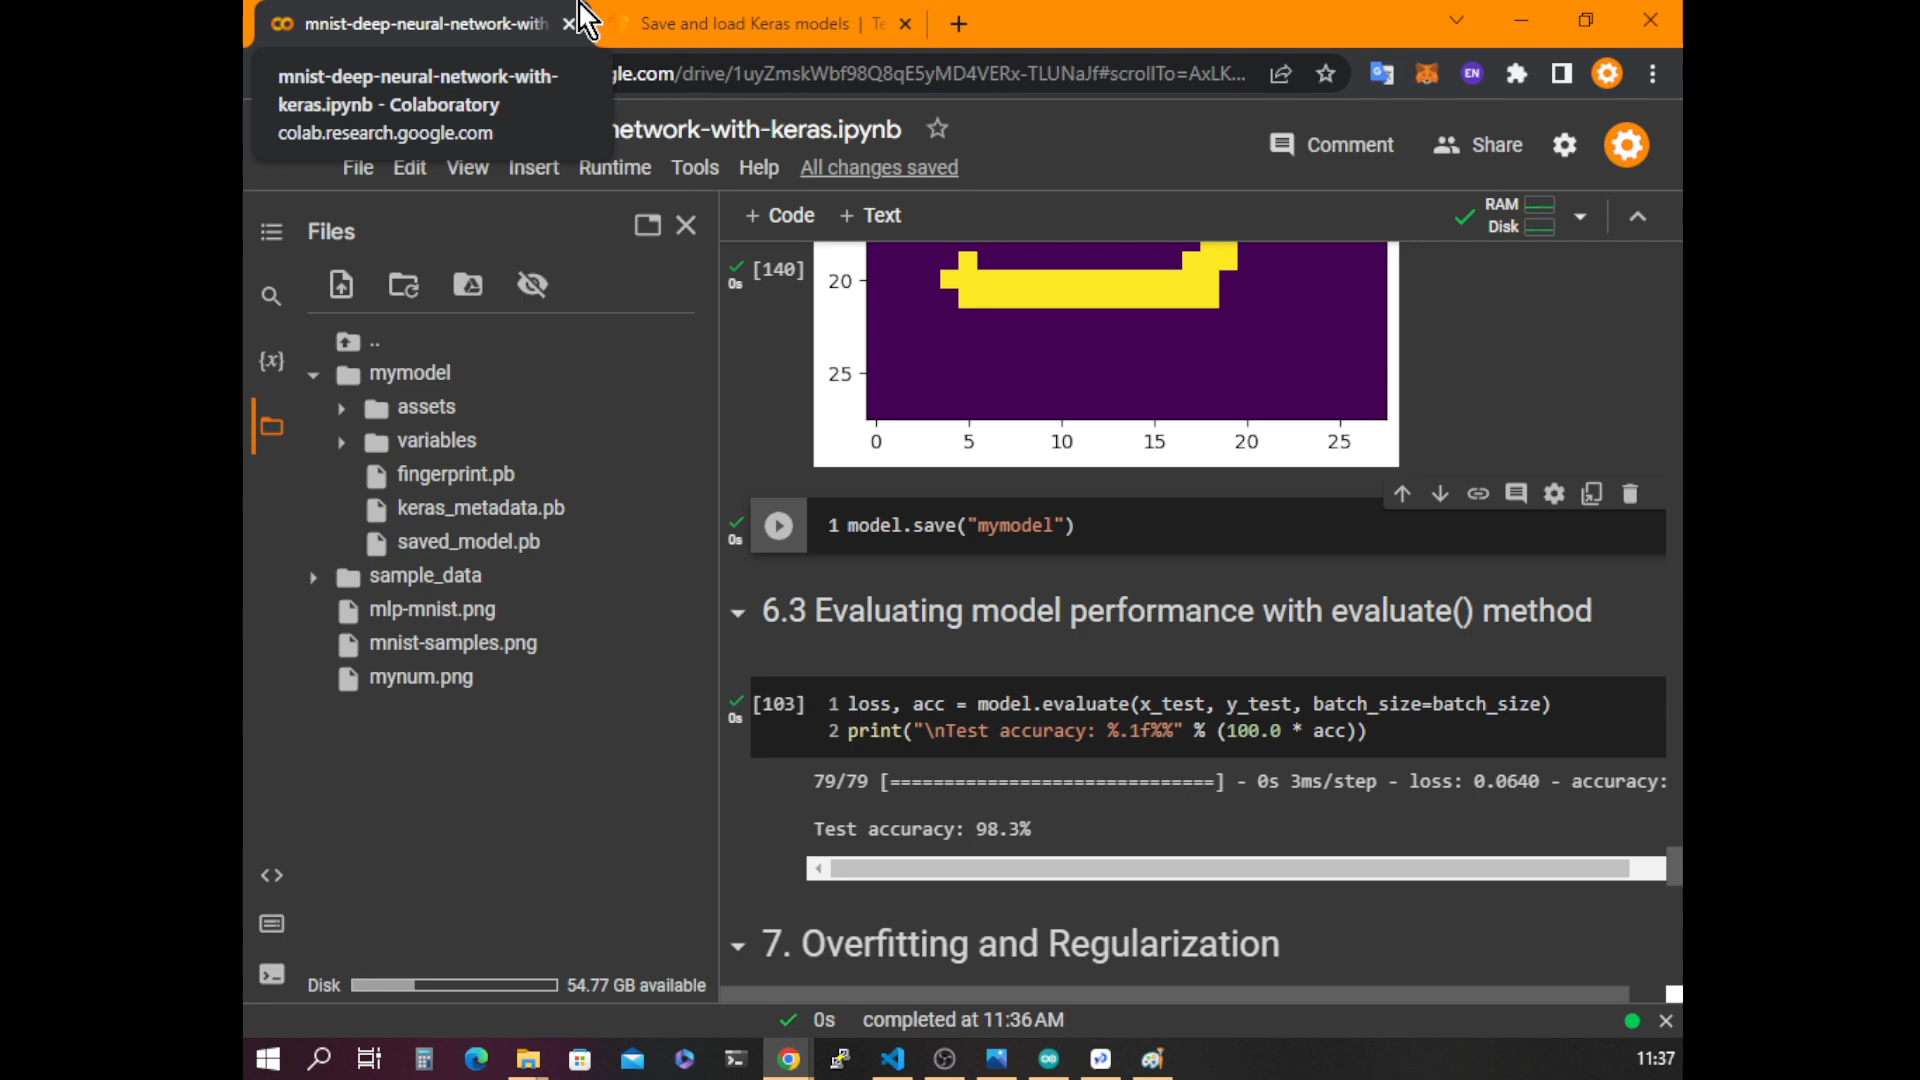 mnist-deep-neural-network-with
Save and load Keras models | Te
mnist-deep-neural-network-with-
keras.ipynb - Colaboratory
colab.research.google.com
gle.com/drive/1uyZmskWbf98Q8qE5yMD4VERx-TLUNaJf#scrollTo=AxLK...
EN
network-with-keras.ipynb
Comment
Share
File Edit View Insert Runtime Tools Help All changes saved
Files
+ Code + Text
RAM
Disk
{x}
..
mymodel
assets
variables
fingerprint.pb
keras_metadata.pb
saved_model.pb
sample_data
mlp-mnist.png
mnist-samples.png
mynum.png
Disk 54.77 GB available
[140]
0s
20
25
0 5 10 15 20 25
0s
1 model.save("mymodel")
6.3 Evaluating model performance with evaluate() method
[103]
0s
1 loss, acc = model.evaluate(x_test, y_test, batch_size=batch_size)
2 print("\nTest accuracy: %.1f%%" % (100.0 * acc))
79/79 [==============================] - 0s 3ms/step - loss: 0.0640 - accuracy:
Test accuracy: 98.3%
7. Overfitting and Regularization
0s completed at 11:36 AM
11:37